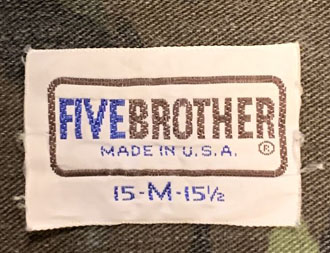 FIVEBROTHER
MADE IN U.S.A. ®
15-M-15½